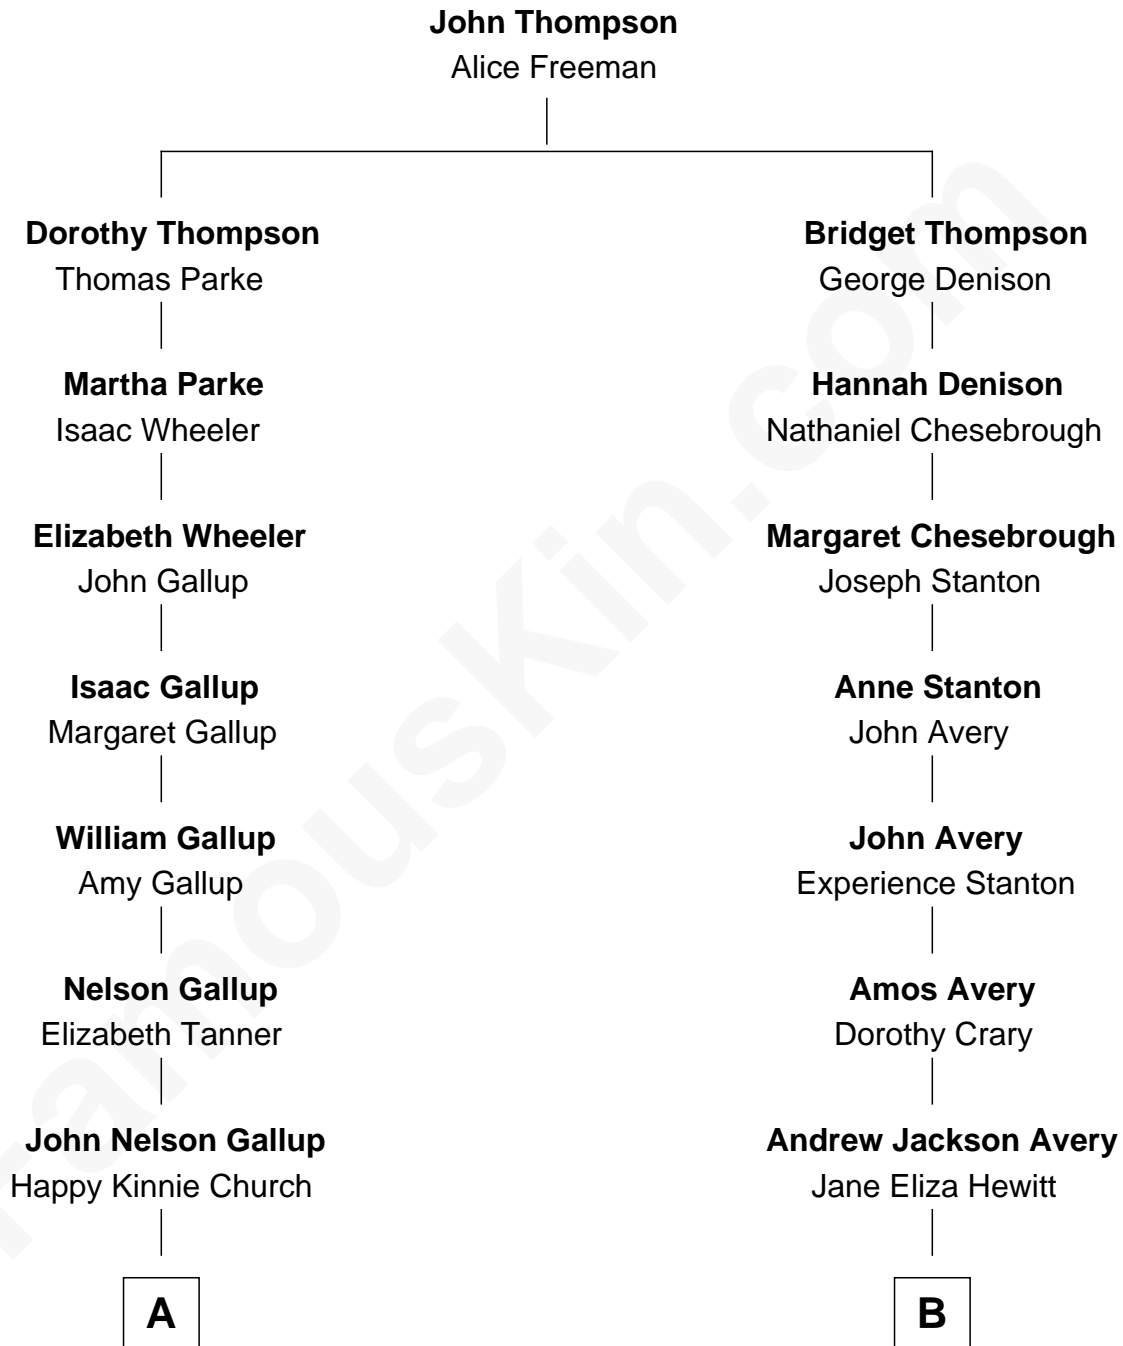 John Thompson
Alice Freeman
Dorothy Thompson
Thomas Parke
Bridget Thompson
George Denison
Martha Parke
Isaac Wheeler
Hannah Denison
Nathaniel Chesebrough
Elizabeth Wheeler
John Gallup
Margaret Chesebrough
Joseph Stanton
Isaac Gallup
Margaret Gallup
Anne Stanton
John Avery
William Gallup
Amy Gallup
John Avery
Experience Stanton
Nelson Gallup
Elizabeth Tanner
Amos Avery
Dorothy Crary
John Nelson Gallup
Happy Kinnie Church
Andrew Jackson Avery
Jane Eliza Hewitt
A
B
FamousKin.com